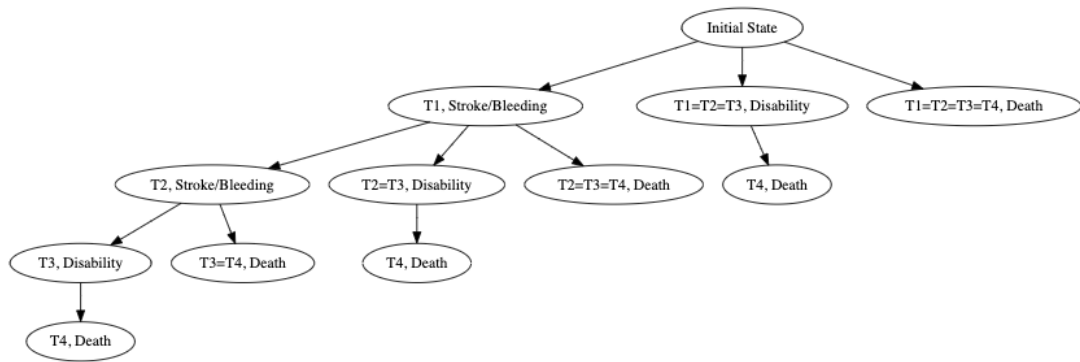 Initial State
T1, Stroke/Bleeding
T1=T2=T3, Disability
T1=T2=T3=T4, Death
T2, Stroke/Bleeding
T2=T3, Disability
T2=T3=T4, Death
T4, Death
T3, Disability
T3=T4, Death
T4, Death
T4, Death